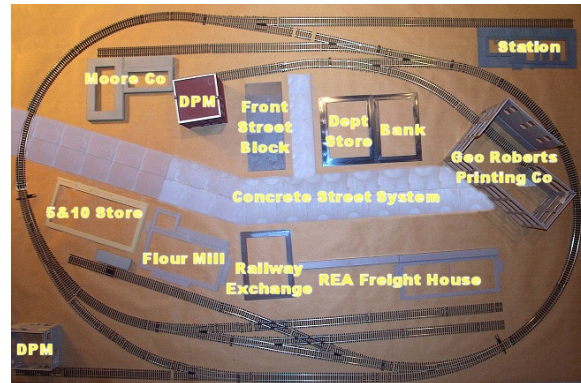 Station
Moore Co
DPM
Front
Street
Block
Dept
Store
Bank
Geo Roberts
Printing Co
Concrete Street System
5&10 Store
Flour Mill
Railway
Exchange
REA Freight House
DPM